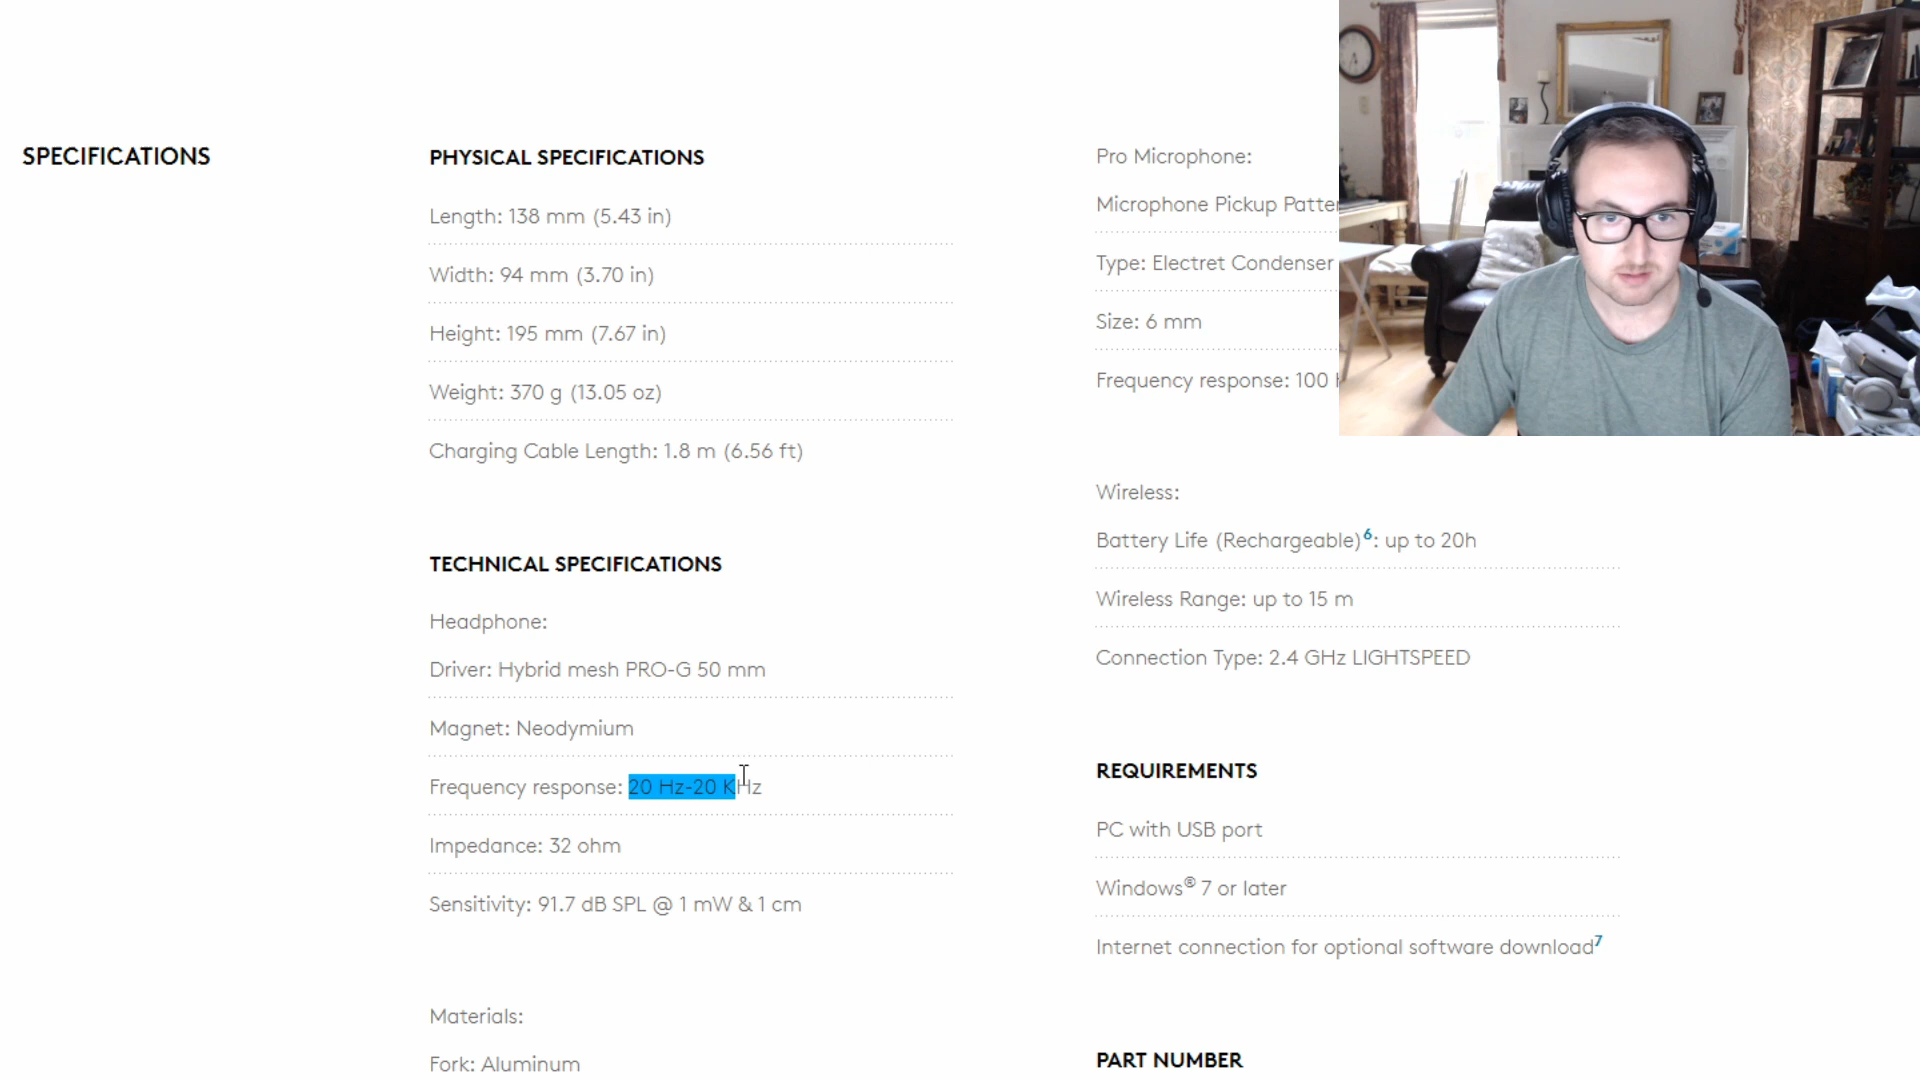 SPECIFICATIONS
PHYSICAL SPECIFICATIONS
Length: 138 mm (5.43 in)
Width: 94 mm (3.70 in)
Height: 195 mm (7.67 in)
Weight: 370 g (13.05 oz)
Charging Cable Length: 1.8 m (6.56 ft)
TECHNICAL SPECIFICATIONS
Headphone:
Driver: Hybrid mesh PRO-G 50 mm
Magnet: Neodymium
Frequency response: 20 Hz-20 KHz
Impedance: 32 ohm
Sensitivity: 91.7 dB SPL @ 1 mW & 1 cm
Materials:
Fork: Aluminum
Pro Microphone:
Microphone Pickup
Type: Electret Condenser
Size: 6 mm
Frequency response: 100
Wireless:
Battery Life (Rechargeable)⁶: up to 20h
Wireless Range: up to 15 m
Connection Type: 2.4 GHz LIGHTSPEED
REQUIREMENTS
PC with USB port
Windows® 7 or later
Internet connection for optional software download⁷
PART NUMBER